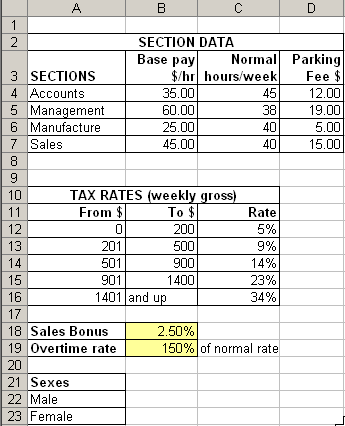 A B C D
1
2 SECTION DATA
Base pay Normal Parking
3 SECTIONS $/hr hours/week Fee $
4 Accounts 35.00 45 12.00
5 Management 60.00 38 19.00
6 Manufacture 25.00 40 5.00
7 Sales 45.00 40 15.00
8
9
10 TAX RATES (weekly gross)
11 From $ To $ Rate
12 0 200 5%
13 201 500 9%
14 501 900 14%
15 901 1400 23%
16 1401 and up 34%
17
18 Sales Bonus 2.50%
19 Overtime rate 150% of normal rate
20
21 Sexes
22 Male
23 Female